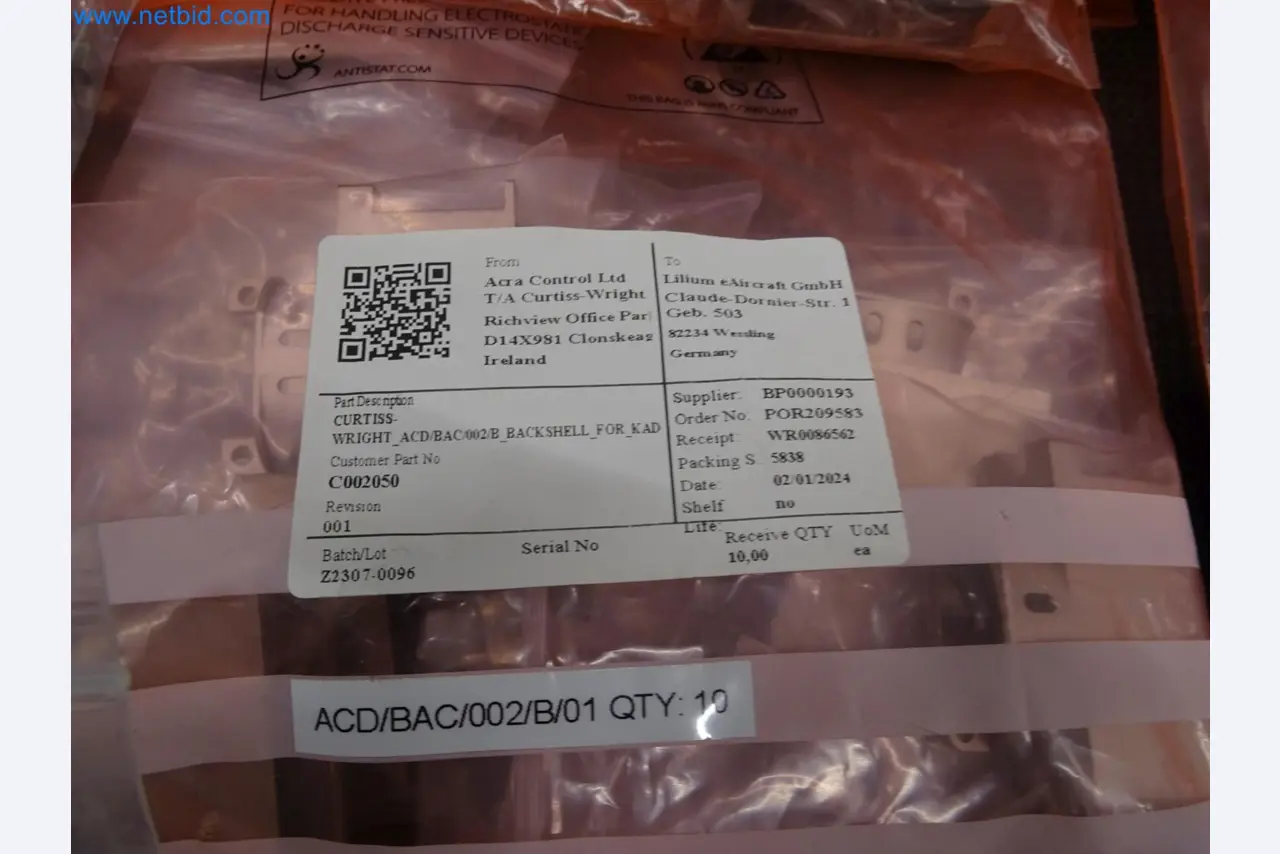 www.netbid.com
FOR HANDLING ELECTROSTATIC
DISCHARGE SENSITIVE DEVICES
ANTISTAT.COM
THIS BAG IS COMPLIANT
From
Acra Control Ltd
T/A Curtiss-Wright
Richview Office Par
D14X981 Clonskeag
Ireland
To
Lilium eAircraft GmbH
Claude-Dornier-Str. 1
Geb. 503
82234 Wessling
Germany
Part Description
CURTISS-
WRIGHT_ACD/BAC/002/B_BACKSHELL_FOR_KAD
Customer Part No
C002050
Revision
001
Supplier: BP0000193
Order No. POR209583
Receipt WR0086562
Packing S. 5838
Date: 02/01/2024
Shelf no
Life:
Batch/Lot
Z2307-0096
Serial No
Receive QTY UoM
10,00 ea
ACD/BAC/002/B/01 QTY: 10